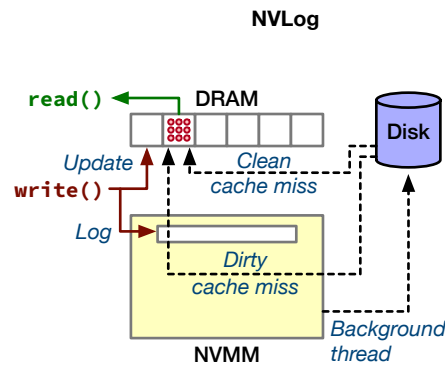 NVLog
read()
DRAM
Disk
Update
Clean
cache miss
write()
Log
Dirty
cache miss
Background
thread
NVMM